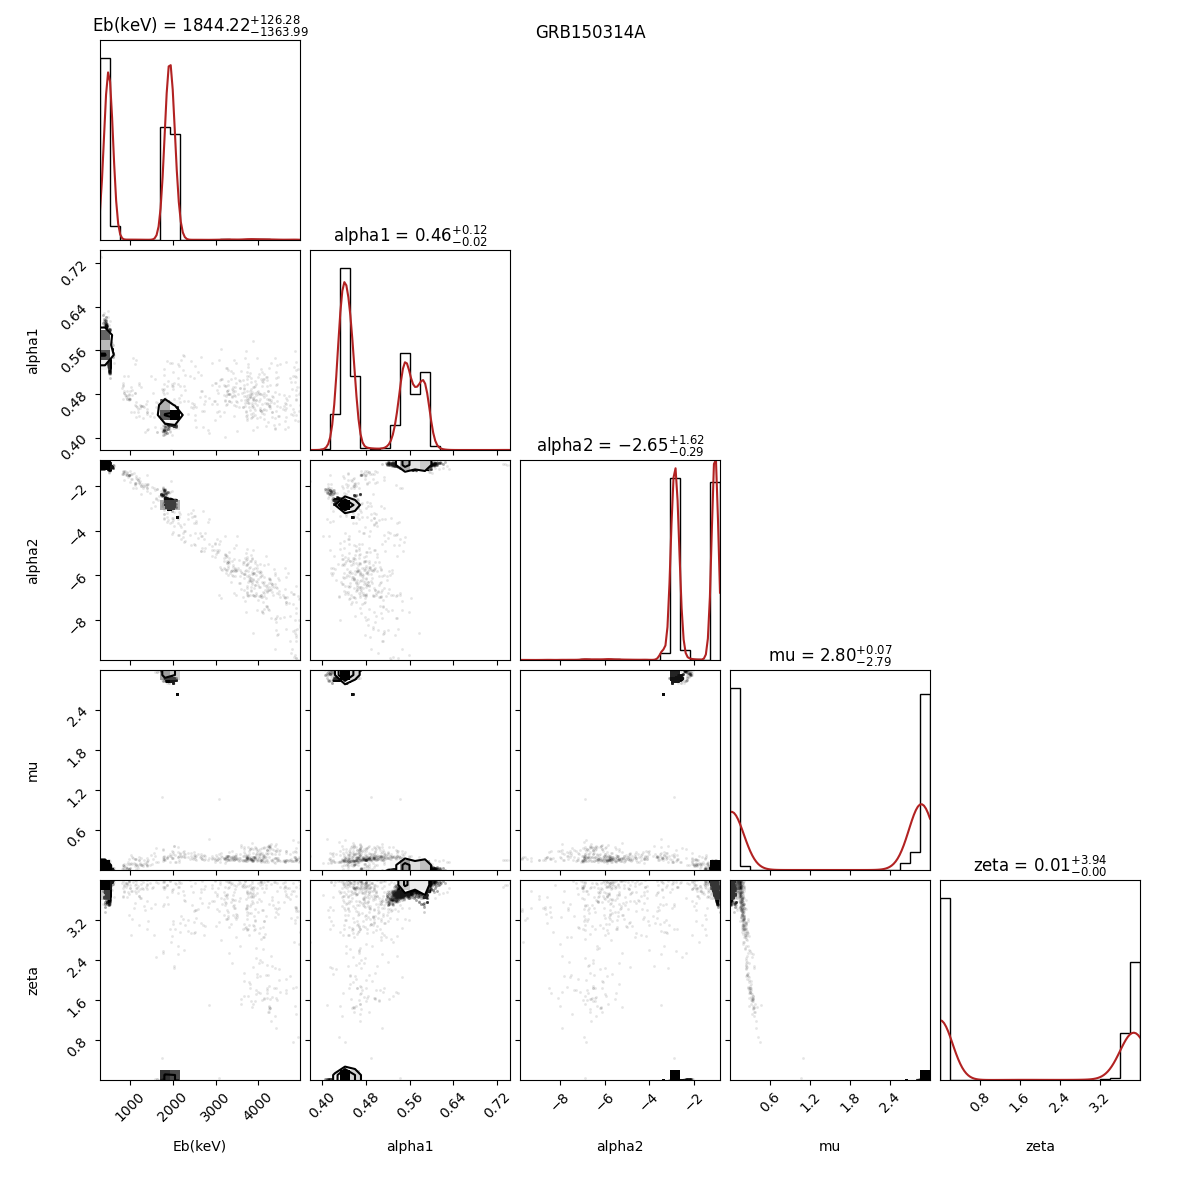 Eb(keV) = 1844.22+126.28−1363.99
GRB150314A
alpha1 = 0.46+0.12−0.02
0.72
0.64
0.56
0.48
0.40
alpha1
alpha2 = −2.65+1.62−0.29
−2
−4
−6
−8
alpha2
mu = 2.80+0.07−2.79
2.4
1.8
1.2
0.6
mu
zeta = 0.01+3.94−0.00
3.2
2.4
1.6
0.8
zeta
1000 2000 3000 4000
0.40 0.48 0.56 0.64 0.72
−8 −6 −4 −2
0.6 1.2 1.8 2.4
0.8 1.6 2.4 3.2
Eb(keV) alpha1 alpha2 mu zeta